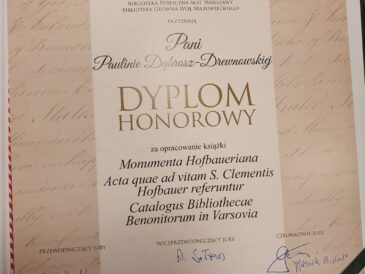 BIBLIOTEKA PUBLICZNA M.ST. WARSZAWY
BIBLIOTEKA GŁÓWNA WOJ. MAZOWIECKIEGO
PRZYZNAJĄ
Pani
Paulinie Dąbrosz-Drewnowskiej
DYPLOM
HONOROWY
za opracowanie książki
Monumenta Hofbaueriana
Acta quae ad vitam S. Clementis
Hofbauer referuntur
Catalogus Bibliothecae
Benonitorum in Varsovia
PRZEWODNICZĄCY JURY
WICEPRZEWODNICZĄCY JURY
CZŁONKOWIE JURY